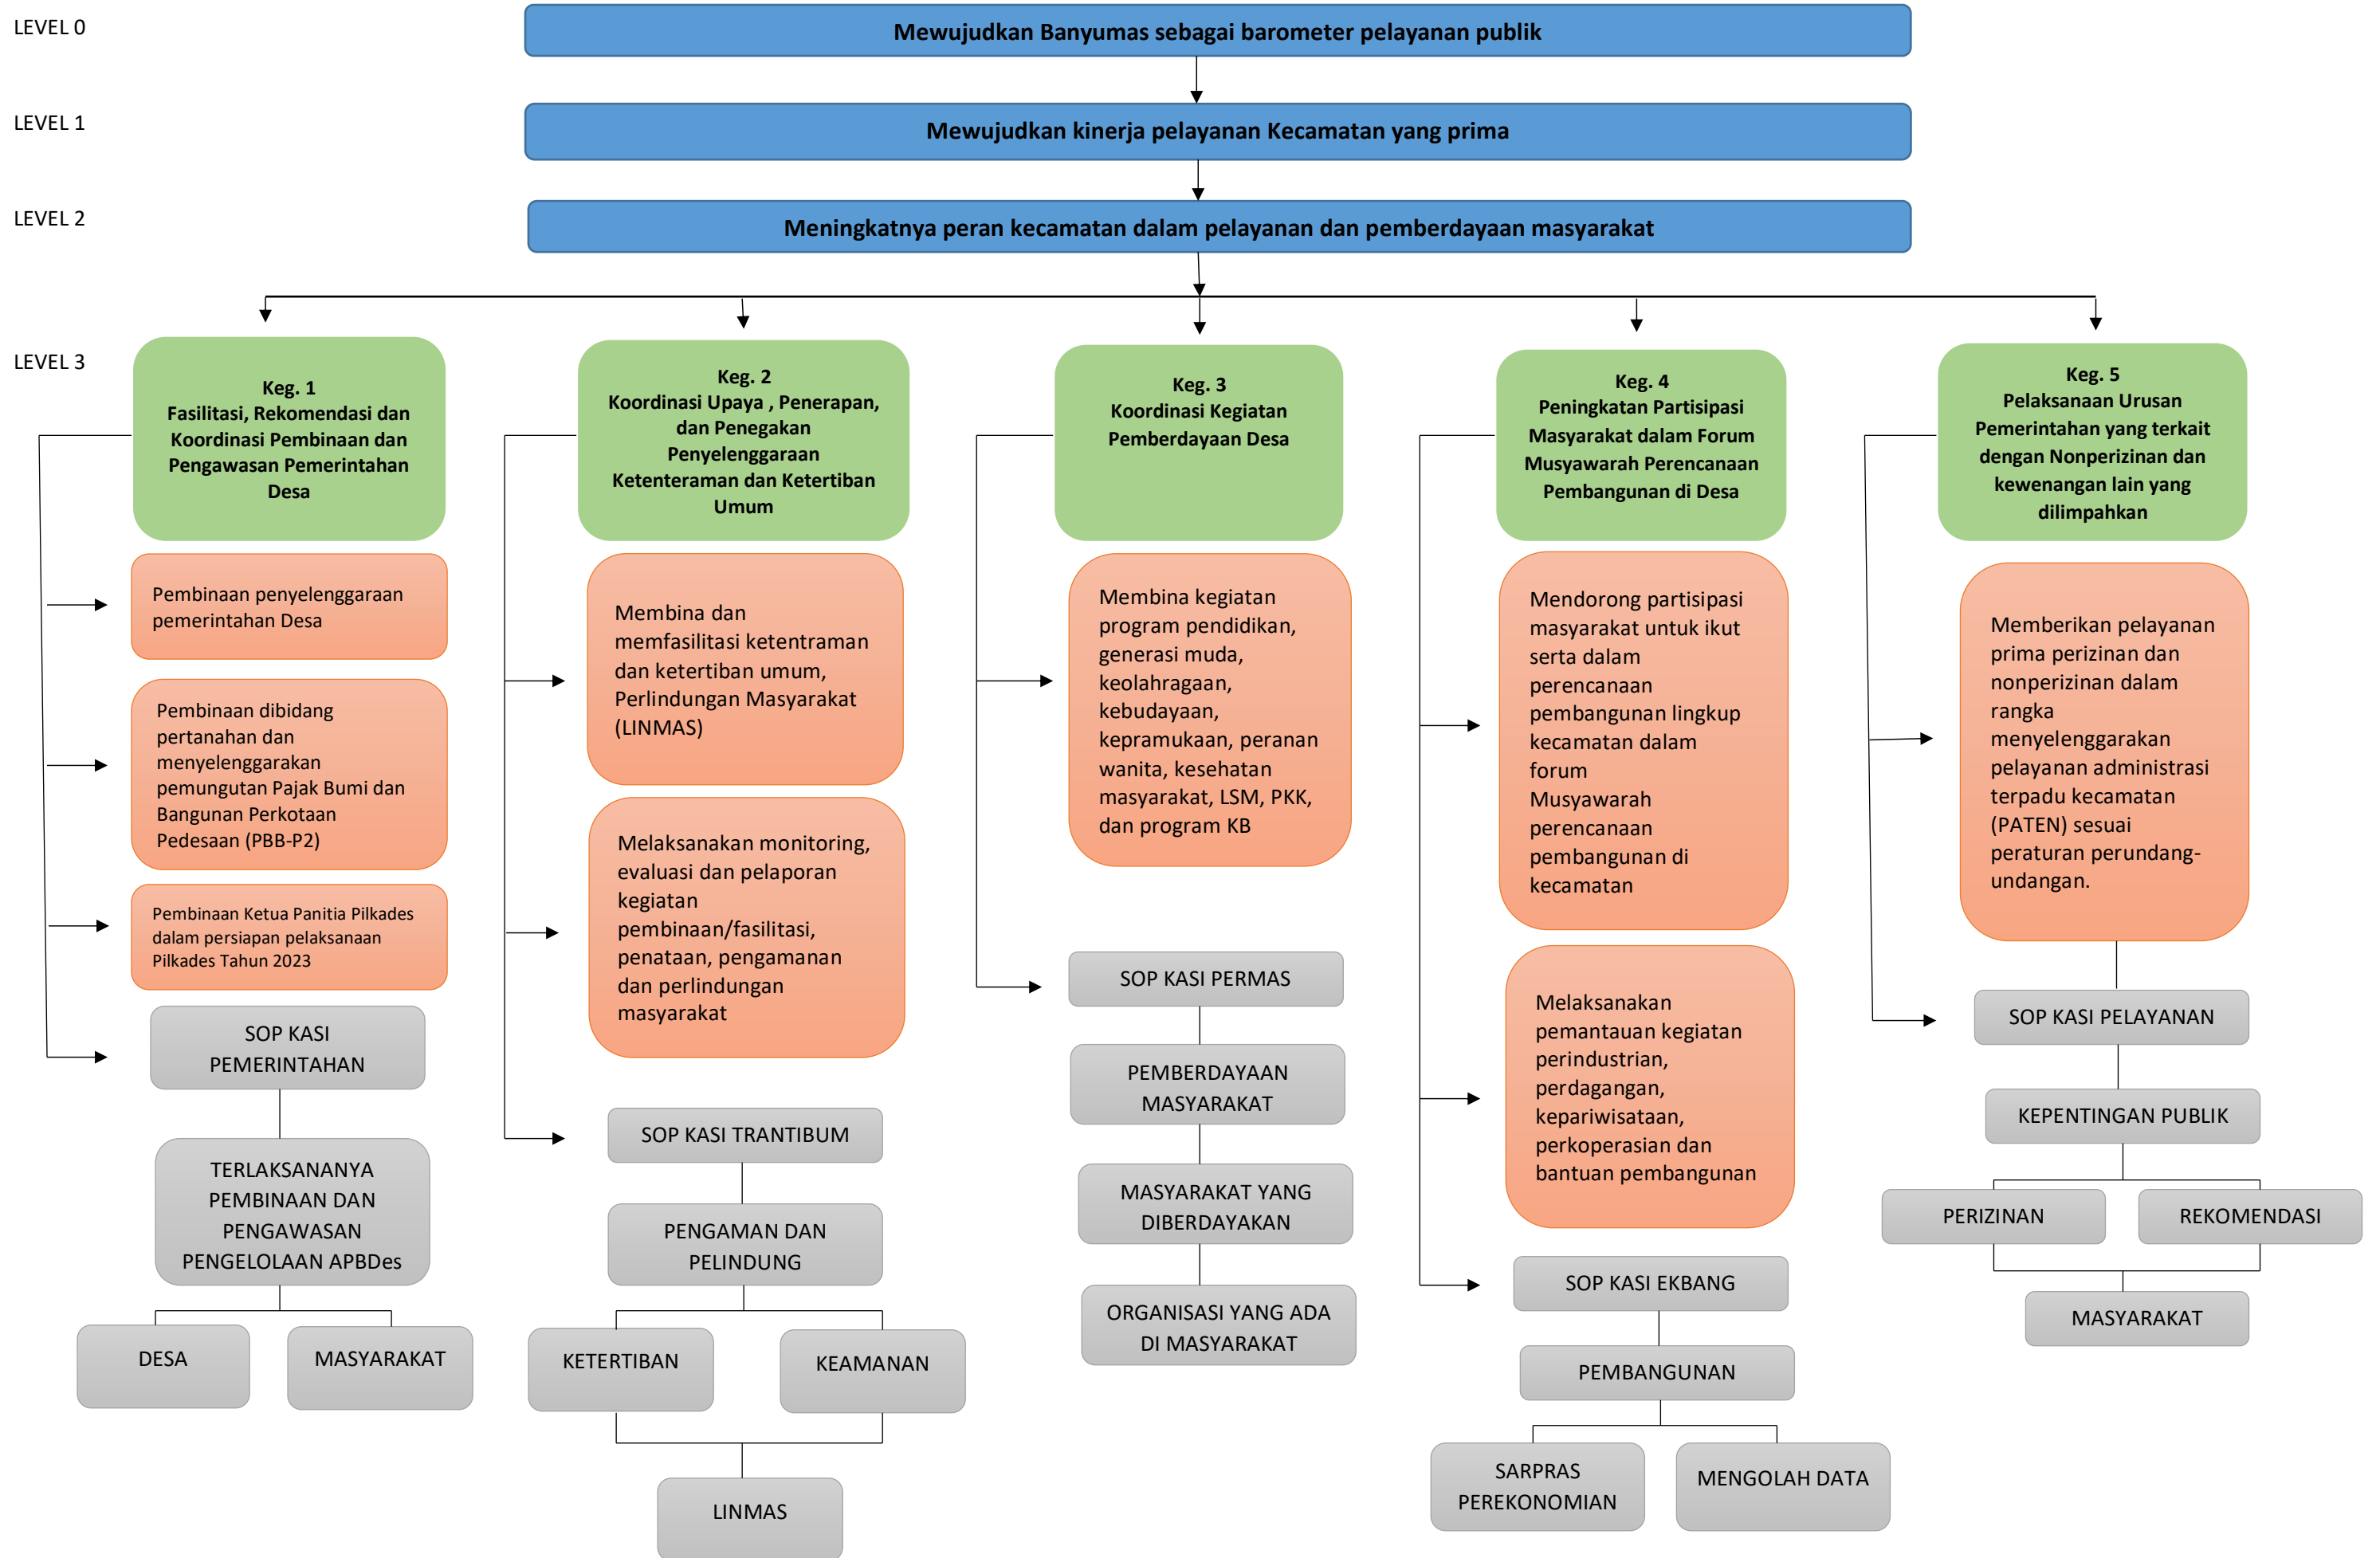 LEVEL 0
Mewujudkan Banyumas sebagai barometer pelayanan publik
LEVEL 1
Mewujudkan kinerja pelayanan Kecamatan yang prima
LEVEL 2
Meningkatnya peran kecamatan dalam pelayanan dan pemberdayaan masyarakat
LEVEL 3
Keg. 1
Fasilitasi, Rekomendasi dan
Koordinasi Pembinaan dan
Pengawasan Pemerintahan
Desa
Pembinaan penyelenggaraan
pemerintahan Desa
Pembinaan dibidang
pertanahan dan
menyelenggarakan
pemungutan Pajak Bumi dan
Bangunan Perkotaan
Pedesaan (PBB-P2)
Pembinaan Ketua Panitia Pilkades
dalam persiapan pelaksanaan
Pilkades Tahun 2023
SOP KASI
PEMERINTAHAN
TERLAKSANANYA
PEMBINAAN DAN
PENGAWASAN
PENGELOLAAN APBDes
DESA
MASYARAKAT
Keg. 2
Koordinasi Upaya , Penerapan,
dan Penegakan
Penyelenggaraan
Ketenteraman dan Ketertiban
Umum
Membina dan
memfasilitasi ketentraman
dan ketertiban umum,
Perlindungan Masyarakat
(LINMAS)
Melaksanakan monitoring,
evaluasi dan pelaporan
kegiatan
pembinaan/fasilitasi,
penataan, pengamanan
dan perlindungan
masyarakat
SOP KASI TRANTIBUM
PENGAMAN DAN
PELINDUNG
KETERTIBAN
KEAMANAN
LINMAS
Keg. 3
Koordinasi Kegiatan
Pemberdayaan Desa
Membina kegiatan
program pendidikan,
generasi muda,
keolahragaan,
kebudayaan,
kepramukaan, peranan
wanita, kesehatan
masyarakat, LSM, PKK,
dan program KB
SOP KASI PERMAS
PEMBERDAYAAN
MASYARAKAT
MASYARAKAT YANG
DIBERDAYAKAN
ORGANISASI YANG ADA
DI MASYARAKAT
Keg. 4
Peningkatan Partisipasi
Masyarakat dalam Forum
Musyawarah Perencanaan
Pembangunan di Desa
Mendorong partisipasi
masyarakat untuk ikut
serta dalam
perencanaan
pembangunan lingkup
kecamatan dalam
forum
Musyawarah
perencanaan
pembangunan di
kecamatan
Melaksanakan
pemantauan kegiatan
perindustrian,
perdagangan,
kepariwisataan,
perkoperasian dan
bantuan pembangunan
SOP KASI EKBANG
PEMBANGUNAN
SARPRAS
PEREKONOMIAN
MENGOLAH DATA
Keg. 5
Pelaksanaan Urusan
Pemerintahan yang terkait
dengan Nonperizinan dan
kewenangan lain yang
dilimpahkan
Memberikan pelayanan
prima perizinan dan
nonperizinan dalam
rangka
menyelenggarakan
pelayanan administrasi
terpadu kecamatan
(PATEN) sesuai
peraturan perundang-
undangan.
SOP KASI PELAYANAN
KEPENTINGAN PUBLIK
PERIZINAN
REKOMENDASI
MASYARAKAT